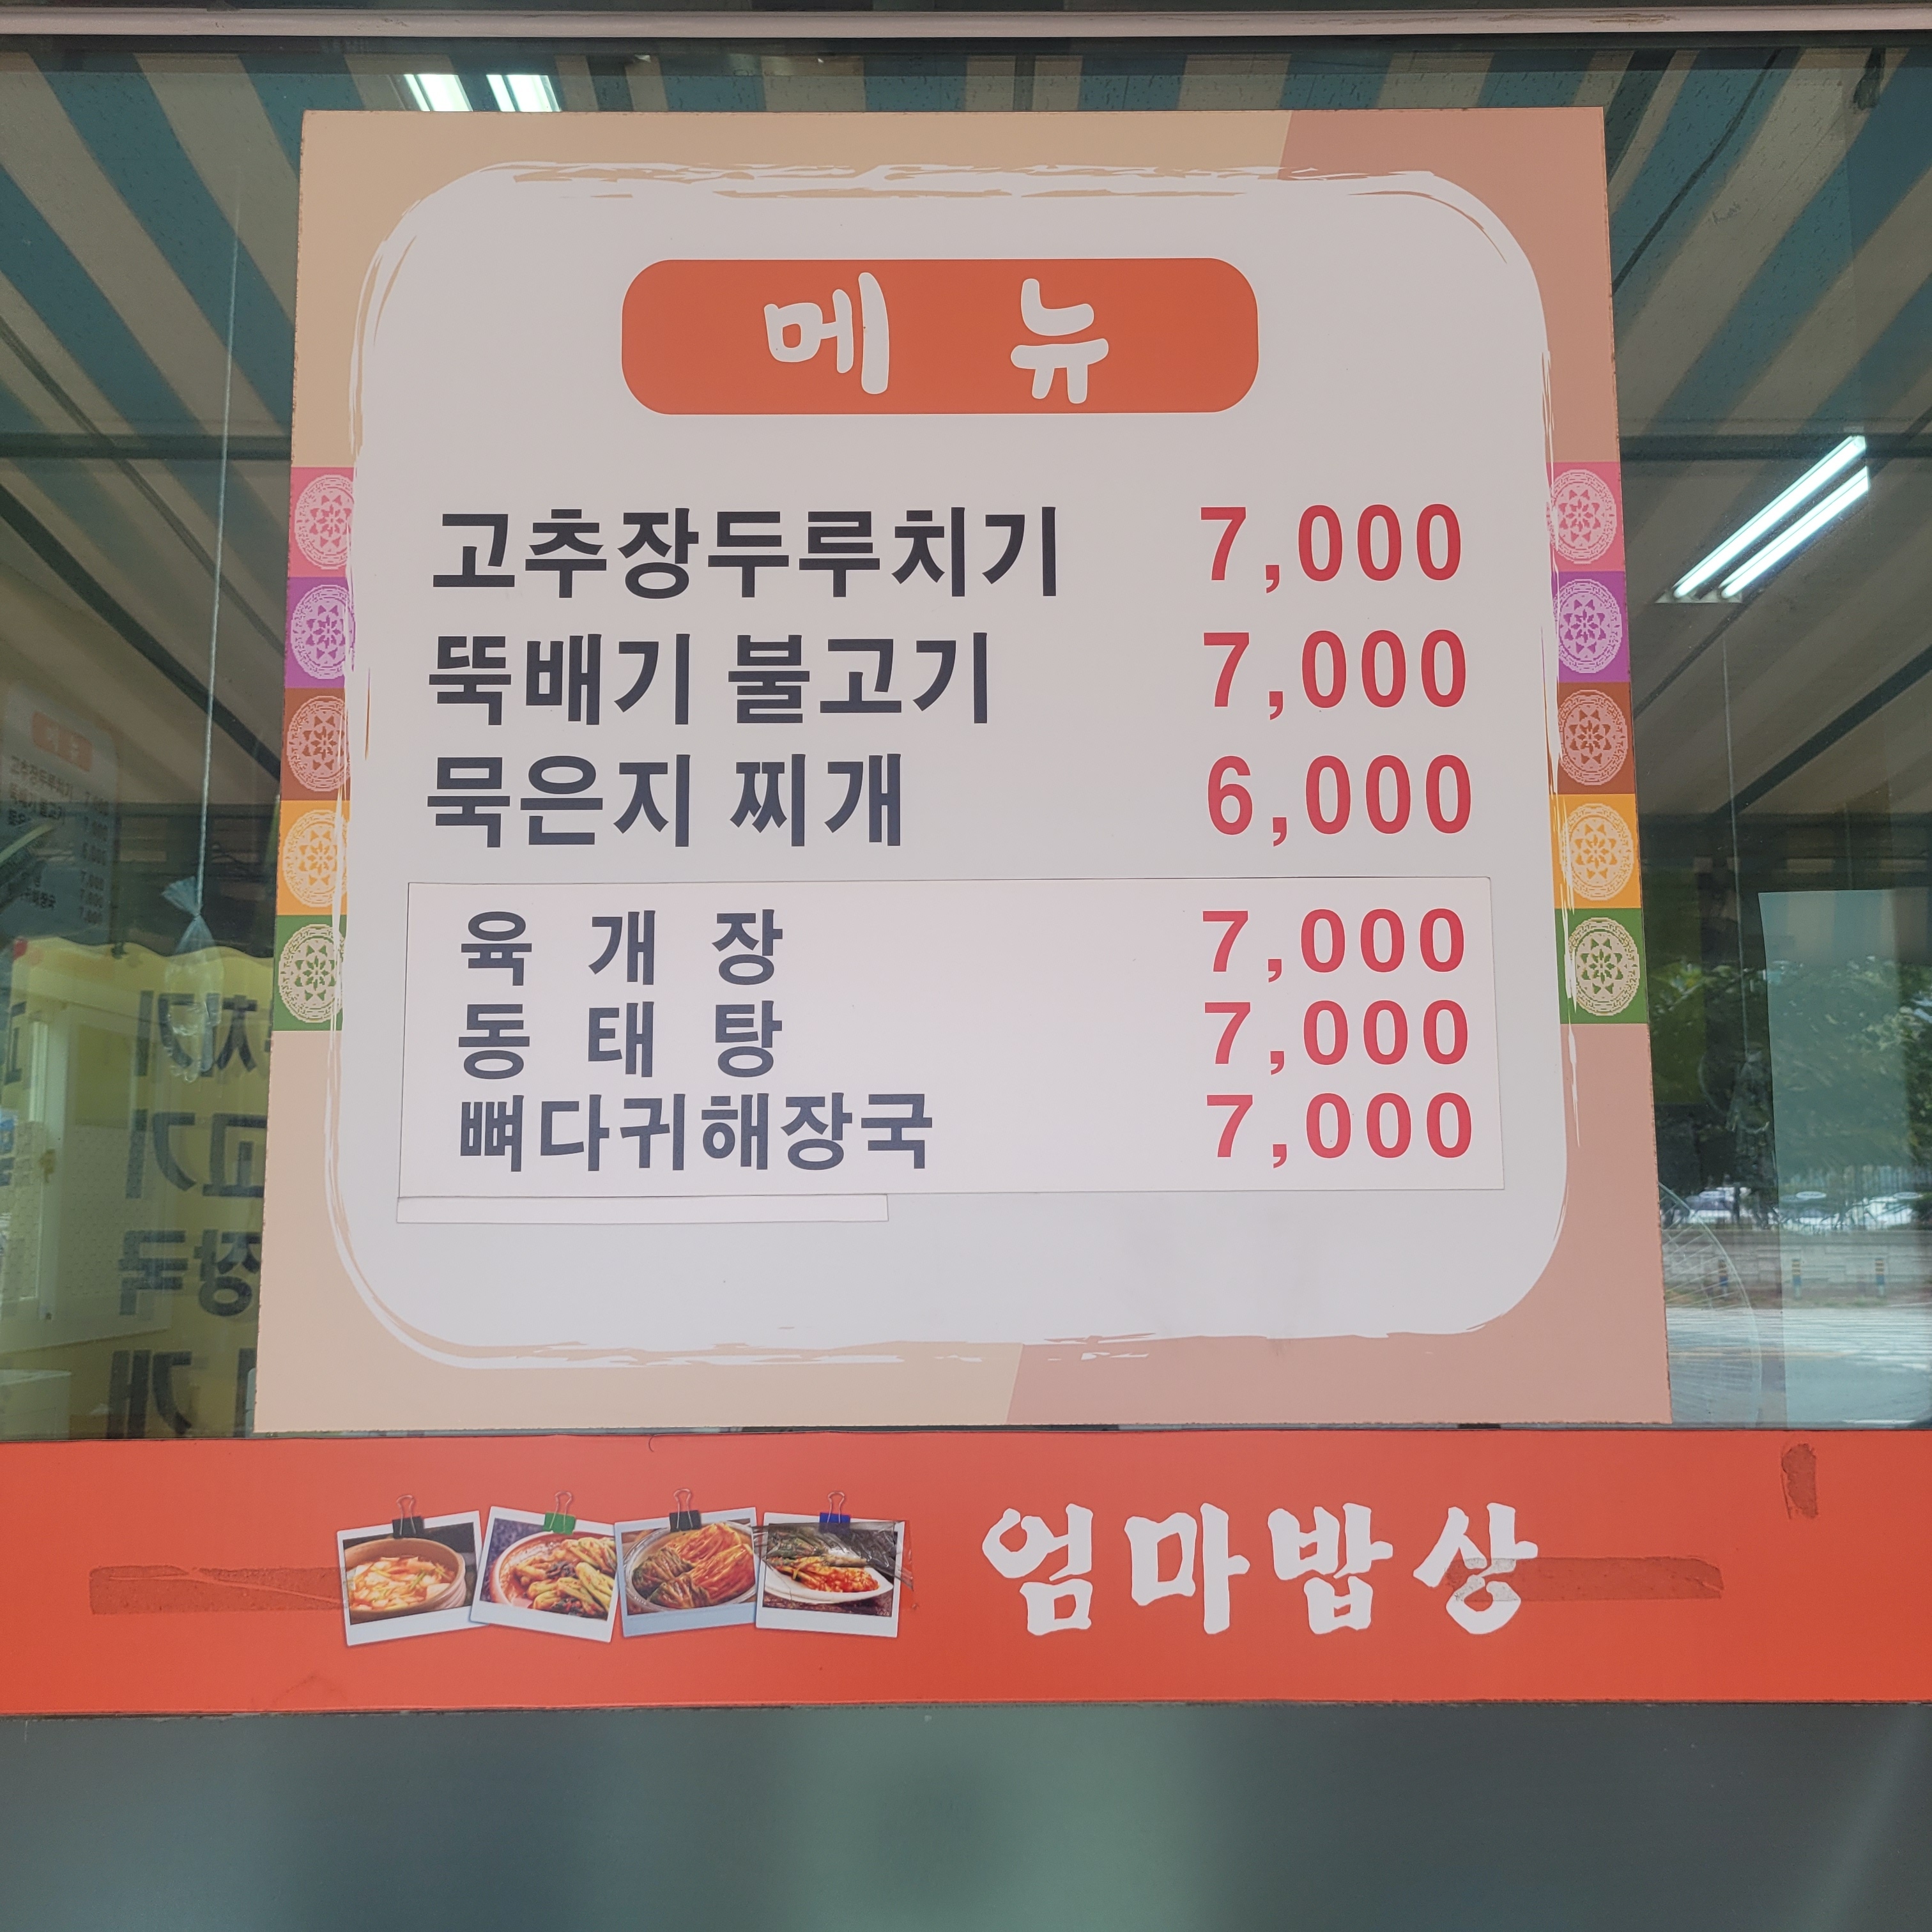 메 뉴
고추장두루치기 7,000
뚝배기 불고기 7,000
묵은지 찌개 6,000
육 개 장 7,000
동 태 탕 7,000
뼈다귀해장국 7,000
엄마밥상